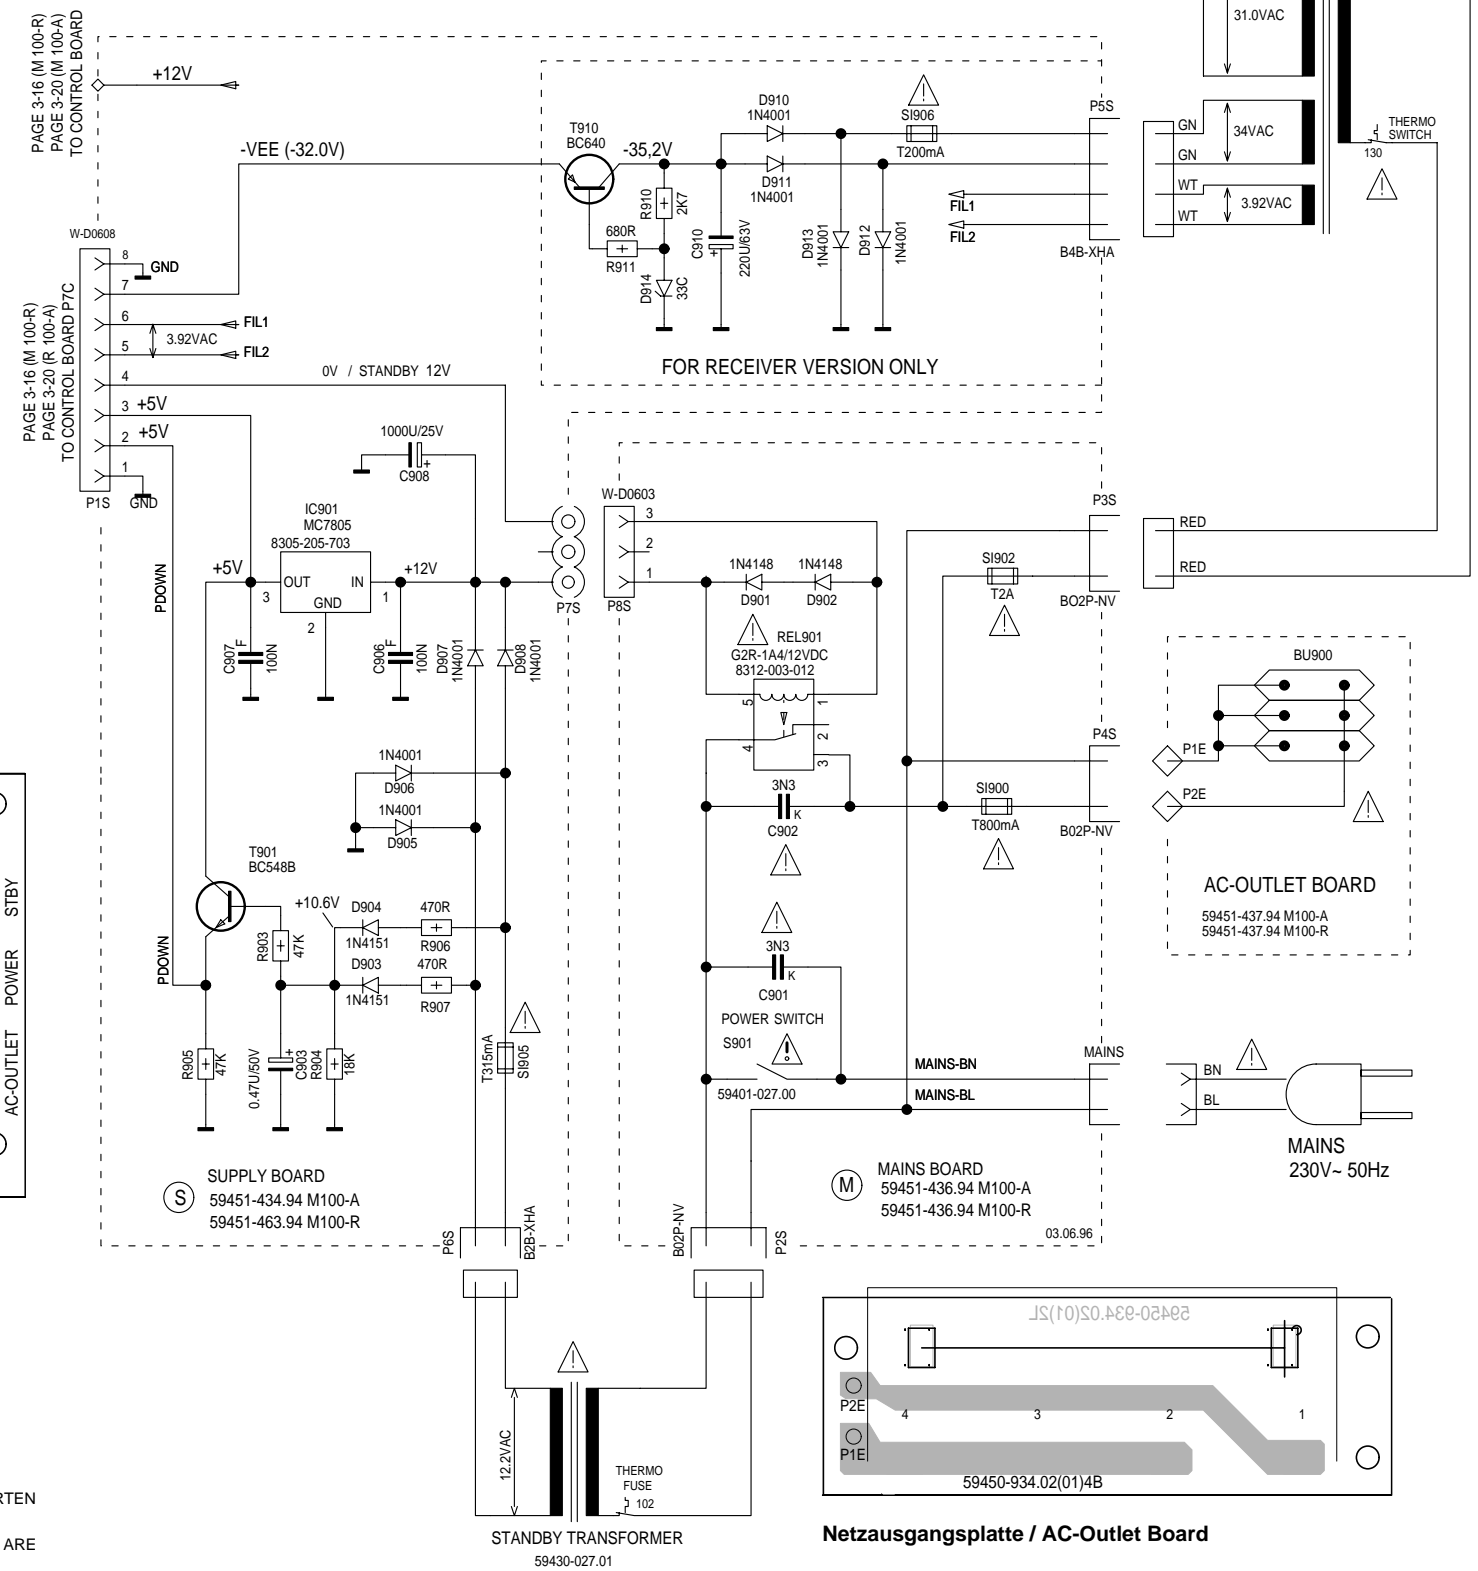 31.0VAC
PAGE 3-16 (M 100-R)
PAGE 3-20 (M 100-A)
TO CONTROL BOARD
+12V
THERMO
SWITCH
130
34VAC
3.92VAC
GN
GN
WT
WT
P5S
B4B-XHA
SI906
T200mA
D910
1N4001
D911
1N4001
T910
BC640
-35,2V
-VEE (-32.0V)
R910
2K7
680R
R911
D914
33C
C910
220U/63V
+
D913
1N4001
D912
1N4001
FIL1
FIL2
FOR RECEIVER VERSION ONLY
W-D0608
8
GND
7
6
FIL1
3.92VAC
5
FIL2
4
0V / STANDBY 12V
3
+5V
2
+5V
1
P1S
GND
PAGE 3-16 (M 100-R)
PAGE 3-20 (R 100-A)
TO CONTROL BOARD P7C
1000U/25V
+
C908
IC901
MC7805
8305-205-703
+5V
OUT
IN
GND
3
1
2
+12V
PDOWN
C907
F
100N
C906
F
100N
D907
1N4001
D908
1N4001
P7S
W-D0603
3
2
1
P8S
1N4148
D901
1N4148
D902
REL901
G2R-1A4/12VDC
8312-003-012
5
1
4
2
3
SI902
T2A
P3S
BO2P-NV
RED
RED
BU900
P4S
B02P-NV
P1E
P2E
3N3
K
C902
SI900
T800mA
AC-OUTLET BOARD
59451-437.94 M100-A
59451-437.94 M100-R
1N4001
D906
1N4001
D905
T901
BC548B
+10.6V
D904
1N4151
470R
R906
D903
1N4151
470R
R907
R903
47K
PDOWN
R905
47K
0.47U/50V
+
C903
R904
18K
T315mA
SI905
3N3
K
C901
POWER SWITCH
S901
59401-027.00
MAINS-BN
MAINS-BL
MAINS
BN
BL
MAINS
230V~ 50Hz
AC-OUTLET POWER STBY
S
SUPPLY BOARD
59451-434.94 M100-A
59451-463.94 M100-R
M
MAINS BOARD
59451-436.94 M100-A
59451-436.94 M100-R
03.06.96
P6S
B2B-XHA
B02P-NV
P2S
12.2VAC
THERMO
FUSE
102
STANDBY TRANSFORMER
59430-027.01
59450-934.02(01)2L
P2E
P1E
4
3
2
1
59450-934.02(01)4B
Netzausgangsplatte / AC-Outlet Board
RTEN
ARE